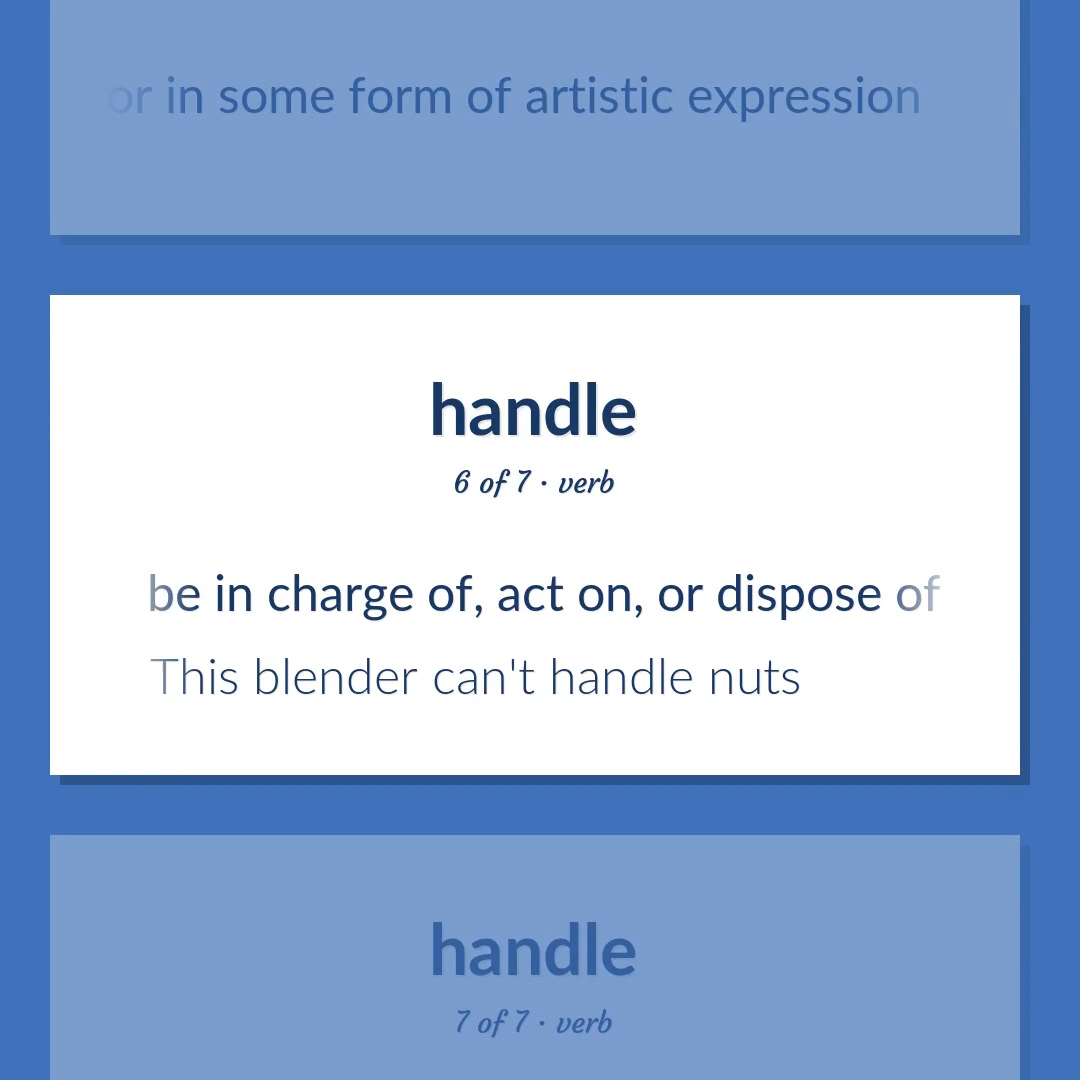 or in some form of artistic expression
handle
6 of 7 · verb
be in charge of, act on, or dispose of
This blender can't handle nuts
handle
7 of 7 · verb